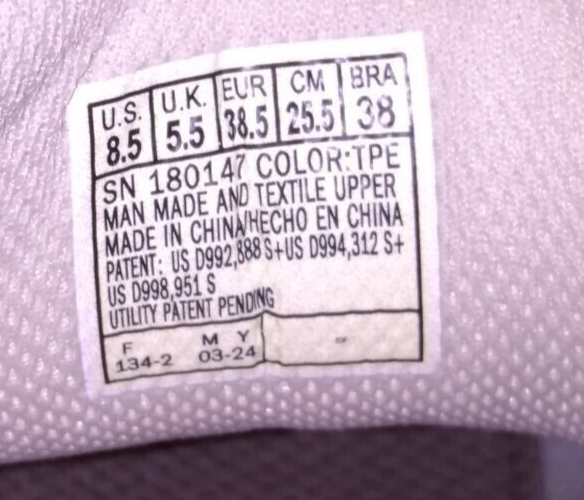 U.S. U.K. EUR CM BRA
8.5 5.5 38.5 25.5 38
SN 180147 COLOR:TPE
MAN MADE AND TEXTILE UPPER
MADE IN CHINA/HECHO EN CHINA
PATENT: US D992,888 S+US D994,312 S+
US D998,951 S
UTILITY PATENT PENDING
F M Y
134-2 03-24